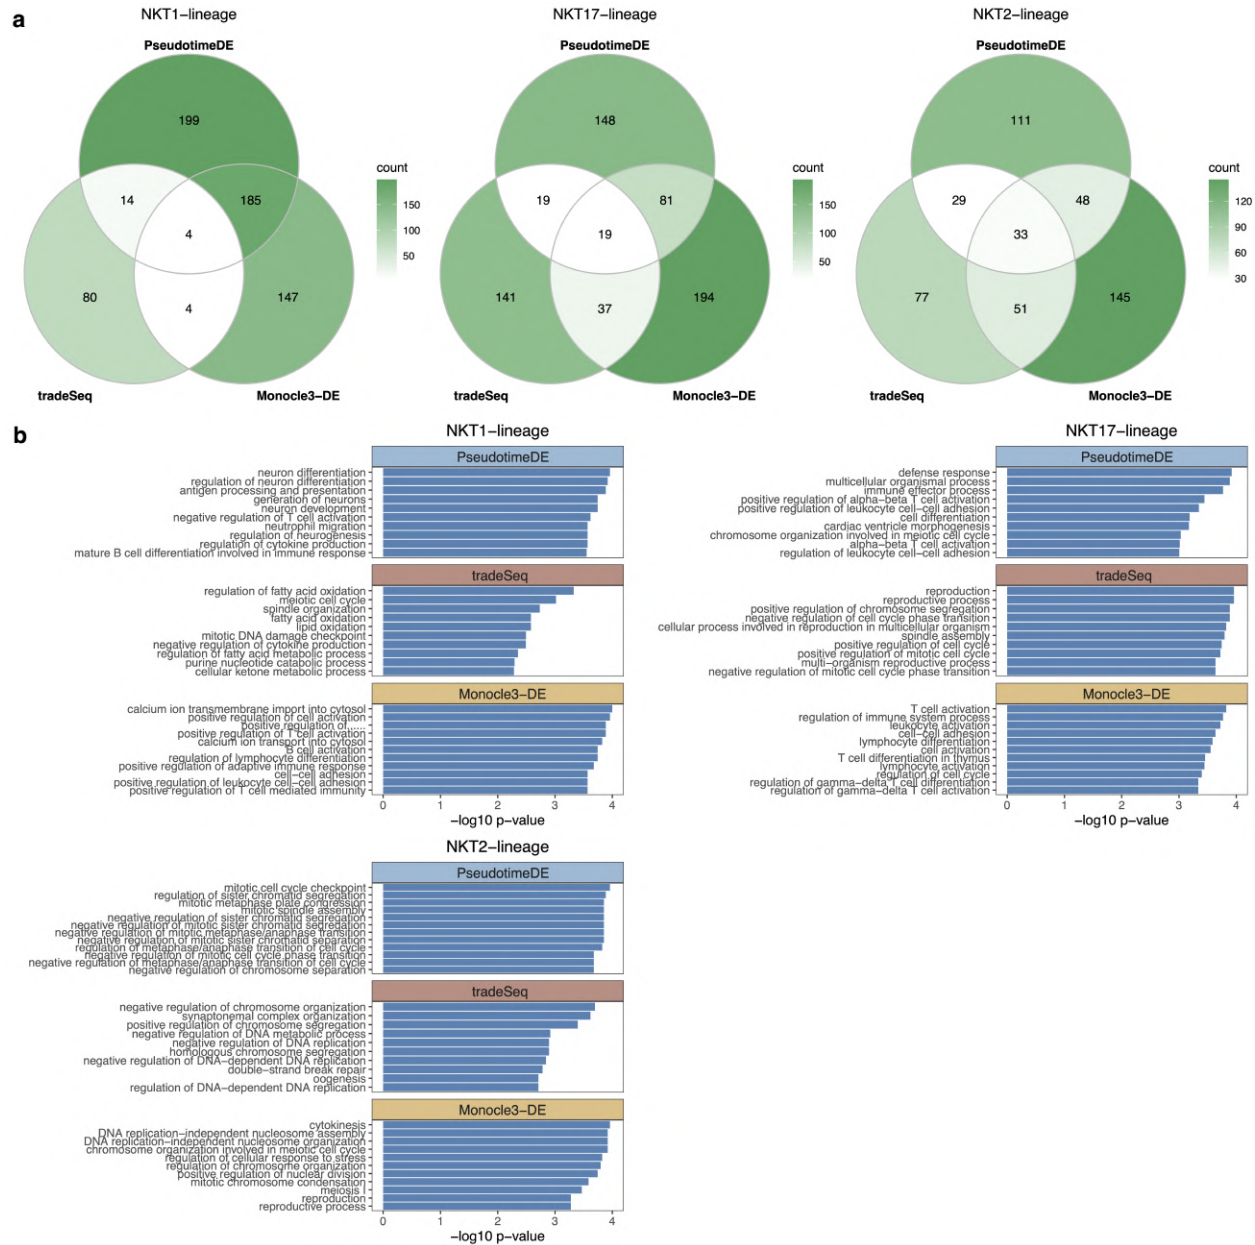 a
NKT1-lineage
PseudotimeDE
199
14
185
4
80
4
147
tradeSeq
Monocle3-DE
count
150
100
50
NKT17-lineage
PseudotimeDE
148
19
81
19
141
37
194
tradeSeq
Monocle3-DE
count
150
100
50
NKT2-lineage
PseudotimeDE
111
29
48
33
77
51
145
tradeSeq
Monocle3-DE
count
120
90
60
30
b
NKT1-lineage
PseudotimeDE
neuron differentiation
regulation of neuron differentiation
antigen processing and presentation
generation of neurons
neuron development
negative regulation of T cell activation
neutrophil migration
regulation of neurogenesis
regulation of cytokine production
mature B cell differentiation involved in immune response
tradeSeq
regulation of fatty acid oxidation
meiotic cell cycle
spindle organization
fatty acid oxidation
lipid oxidation
mitotic DNA damage checkpoint
negative regulation of cytokine production
regulation of fatty acid metabolic process
purine nucleotide catabolic process
cellular ketone metabolic process
Monocle3-DE
calcium ion transmembrane import into cytosol
positive regulation of cell activation
positive regulation of.....
positive regulation of T cell activation
calcium ion transport into cytosol
B cell activation
regulation of lymphocyte differentiation
positive regulation of adaptive immune response
cell-cell adhesion
positive regulation of leukocyte cell-cell adhesion
positive regulation of T cell mediated immunity
0 1 2 3 4
-log10 p-value
NKT17-lineage
PseudotimeDE
defense response
multicellular organismal process
immune effector process
positive regulation of alpha-beta T cell activation
positive regulation of leukocyte cell-cell adhesion
cell differentiation
cardiac ventricle morphogenesis
chromosome organization involved in meiotic cell cycle
alpha-beta T cell activation
regulation of leukocyte cell-cell adhesion
tradeSeq
reproduction
reproductive process
positive regulation of chromosome segregation
negative regulation of cell cycle phase transition
cellular process involved in reproduction in multicellular organism
spindle assembly
positive regulation of cell cycle
positive regulation of mitotic cell cycle
multi-organism reproductive process
negative regulation of mitotic cell cycle phase transition
Monocle3-DE
T cell activation
regulation of immune system process
leukocyte activation
cell-cell adhesion
lymphocyte differentiation
cell activation
T cell differentiation in thymus
lymphocyte activation
regulation of cell cycle
regulation of gamma-delta T cell differentiation
regulation of gamma-delta T cell activation
0 1 2 3 4
-log10 p-value
NKT2-lineage
PseudotimeDE
mitotic cell cycle checkpoint
regulation of sister chromatid segregation
mitotic metaphase plate congression
mitotic spindle assembly
negative regulation of sister chromatid segregation
negative regulation of mitotic sister chromatid segregation
negative regulation of mitotic metaphase/anaphase transition
negative regulation of mitotic sister chromatid separation
regulation of metaphase/anaphase transition of cell cycle
negative regulation of mitotic cell cycle phase transition
negative regulation of metaphase/anaphase transition of cell cycle
negative regulation of chromosome separation
tradeSeq
negative regulation of chromosome organization
synaptonemal complex organization
positive regulation of chromosome segregation
negative regulation of DNA metabolic process
negative regulation of DNA replication
homologous chromosome segregation
negative regulation of DNA-dependent DNA replication
double-strand break repair
oogenesis
regulation of DNA-dependent DNA replication
Monocle3-DE
cytokinesis
DNA replication-independent nucleosome assembly
DNA replication-independent nucleosome organization
chromosome organization involved in meiotic cell cycle
regulation of cellular response to stress
regulation of chromosome organization
positive regulation of nuclear division
mitotic chromosome condensation
meiosis I
reproduction
reproductive process
0 1 2 3 4
-log10 p-value